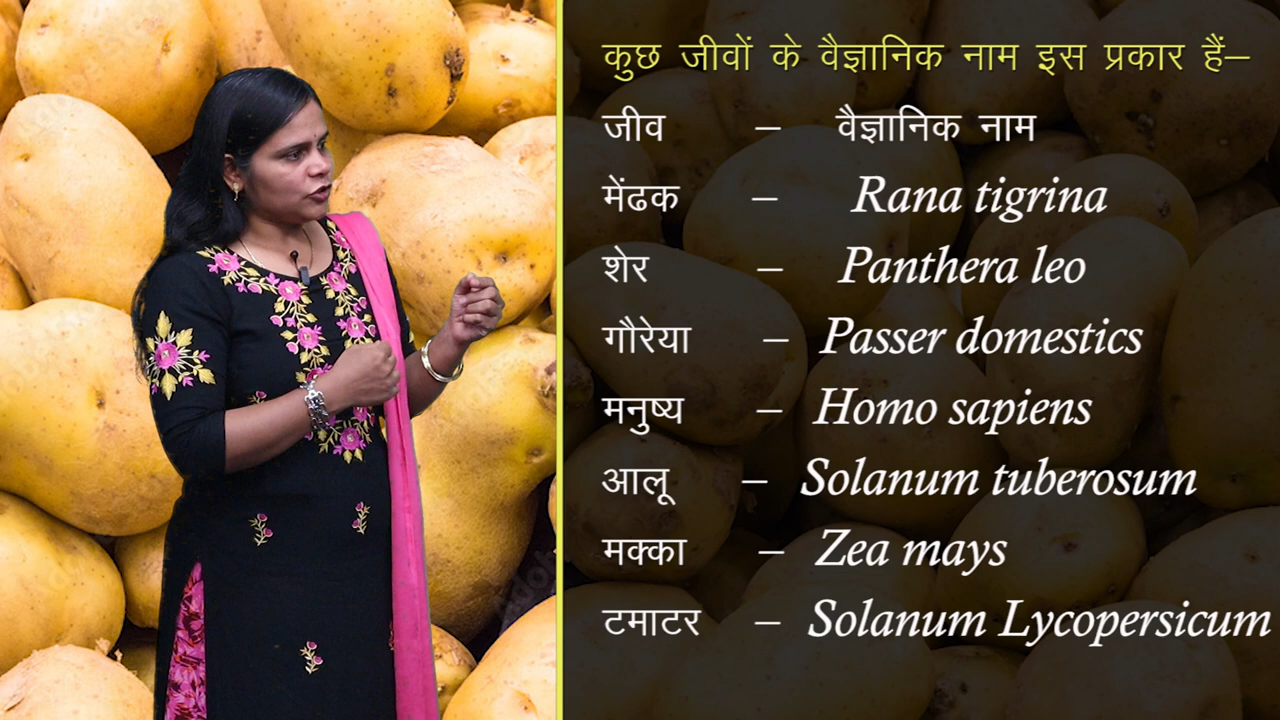 कुछ जीवों के वैज्ञानिक नाम इस प्रकार हैं–
जीव – वैज्ञानिक नाम
मेंढक – Rana tigrina
शेर – Panthera leo
गौरेया – Passer domestics
मनुष्य – Homo sapiens
आलू – Solanum tuberosum
मक्का – Zea mays
टमाटर – Solanum Lycopersicum